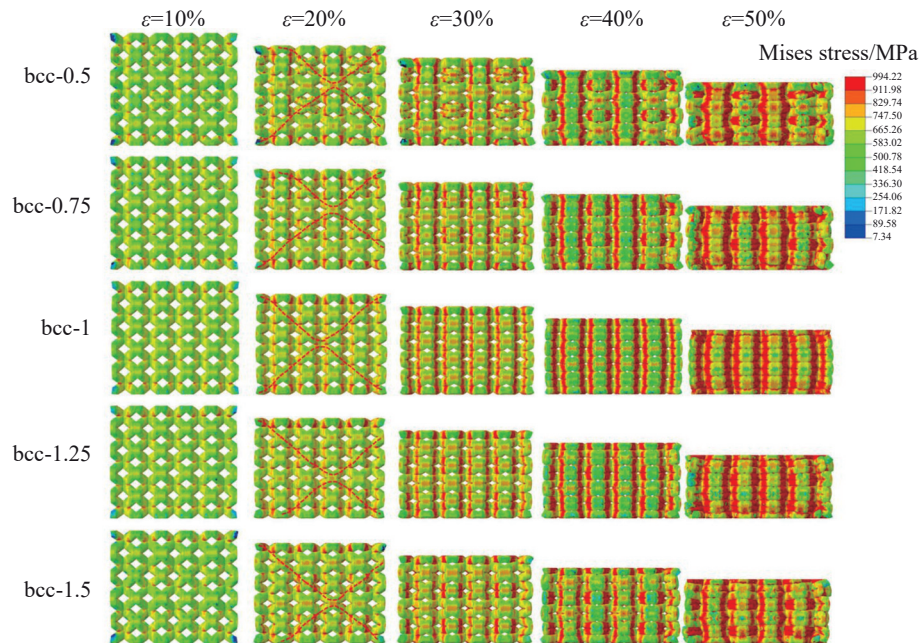 ε=10% ε=20% ε=30% ε=40% ε=50%
Mises stress/MPa
bcc-0.5
994.22
911.98
829.74
747.50
665.26
583.02
500.78
418.54
336.30
254.06
171.82
89.58
7.34
bcc-0.75
bcc-1
bcc-1.25
bcc-1.5